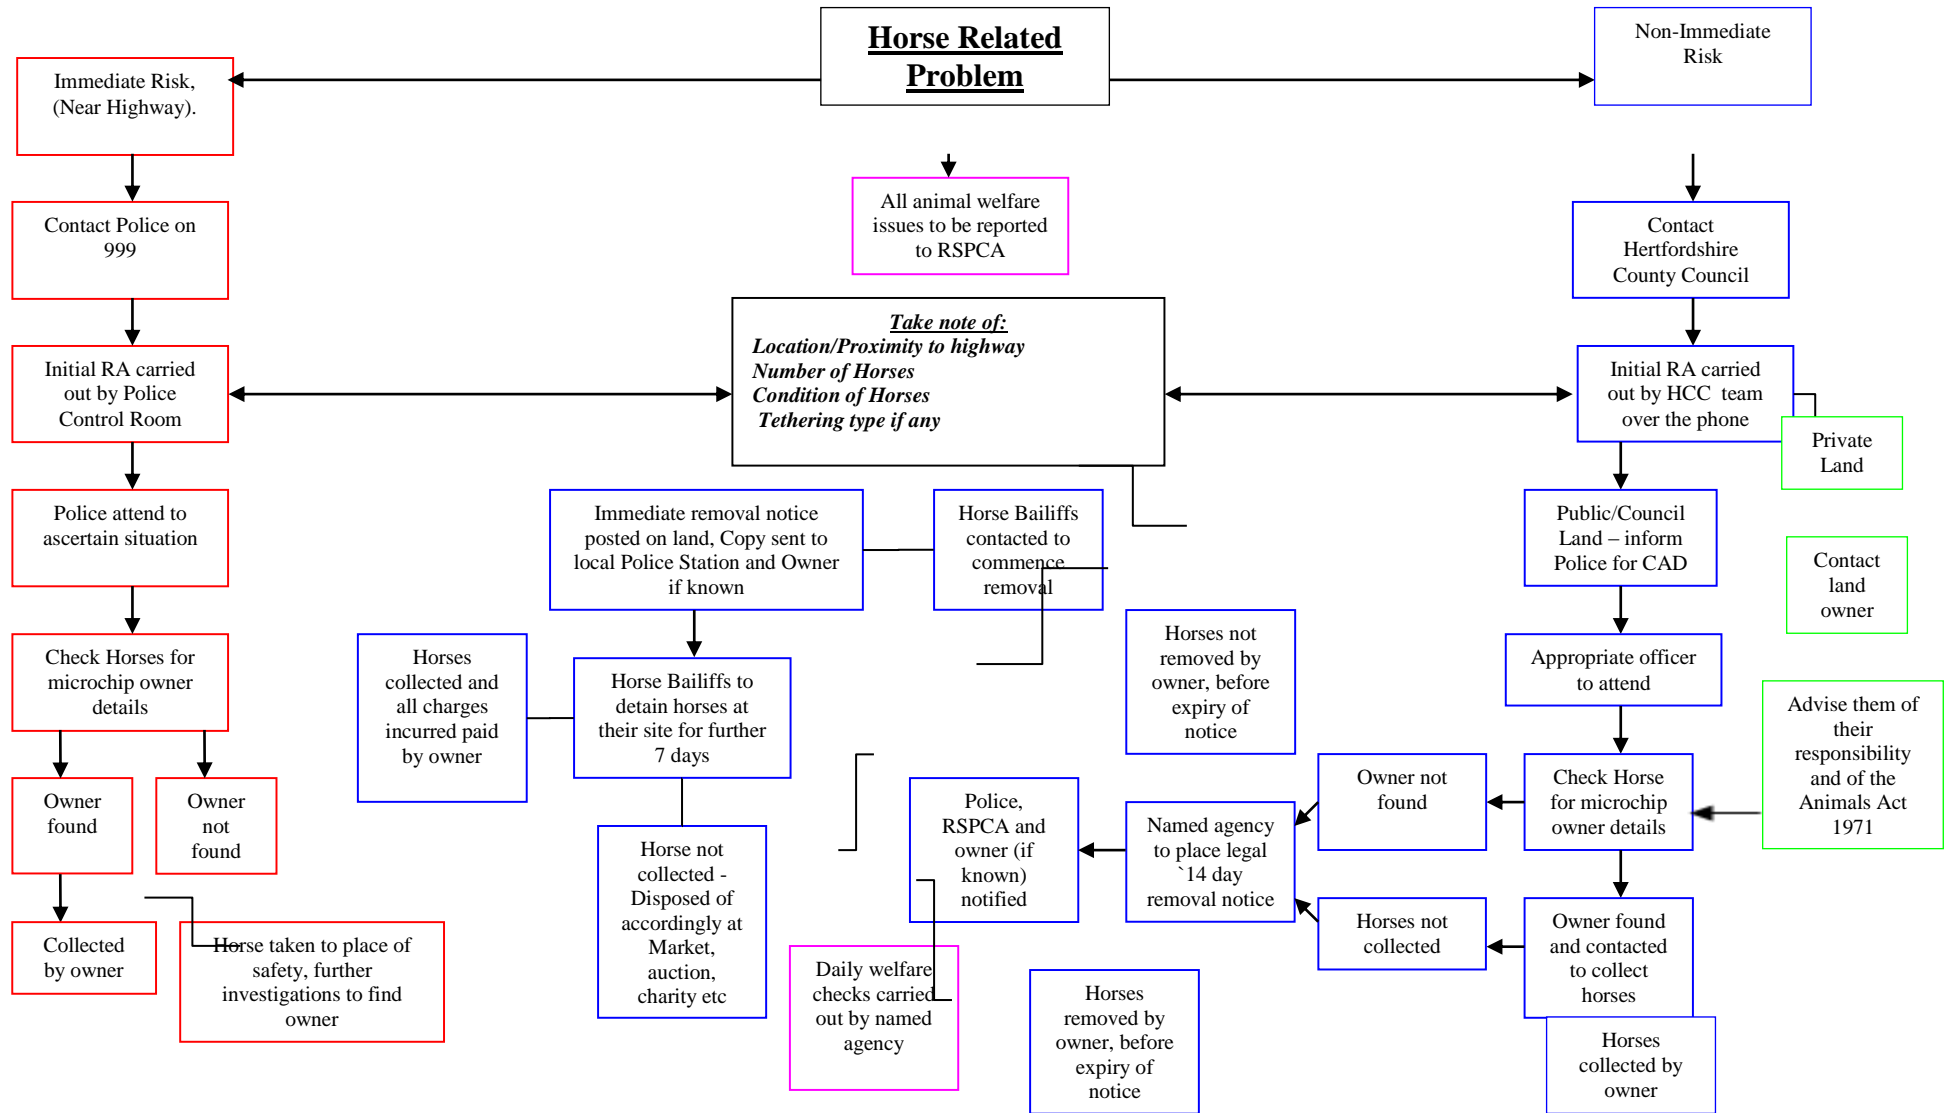 Horse Related
Problem
Non-Immediate
Risk
Immediate Risk,
(Near Highway).
All animal welfare
issues to be reported
to RSPCA
Contact Police on
999
Contact
Hertfordshire
County Council
Take note of:
Location/Proximity to highway
Number of Horses
Condition of Horses
Tethering type if any
Initial RA carried
out by Police
Control Room
Initial RA carried
out by HCC team
over the phone
Private
Land
Police attend to
ascertain situation
Immediate removal notice
posted on land, Copy sent to
local Police Station and Owner
if known
Horse Bailiffs
contacted to
commence
removal
Public/Council
Land – inform
Police for CAD
Contact
land
owner
Check Horses for
microchip owner
details
Horses
collected and
all charges
incurred paid
by owner
Horse Bailiffs to
detain horses at
their site for further
7 days
Horses not
removed by
owner, before
expiry of
notice
Appropriate officer
to attend
Advise them of
their
responsibility
and of the
Animals Act
1971
Owner
found
Owner
not
found
Police,
RSPCA and
owner (if
known)
notified
Named agency
to place legal
`14 day
removal notice
Owner not
found
Check Horse
for microchip
owner details
Horse not
collected -
Disposed of
accordingly at
Market,
auction,
charity etc
Collected
by owner
Horse taken to place of
safety, further
investigations to find
owner
Daily welfare
checks carried
out by named
agency
Horses
removed by
owner, before
expiry of
notice
Horses not
collected
Owner found
and contacted
to collect
horses
Horses
collected by
owner